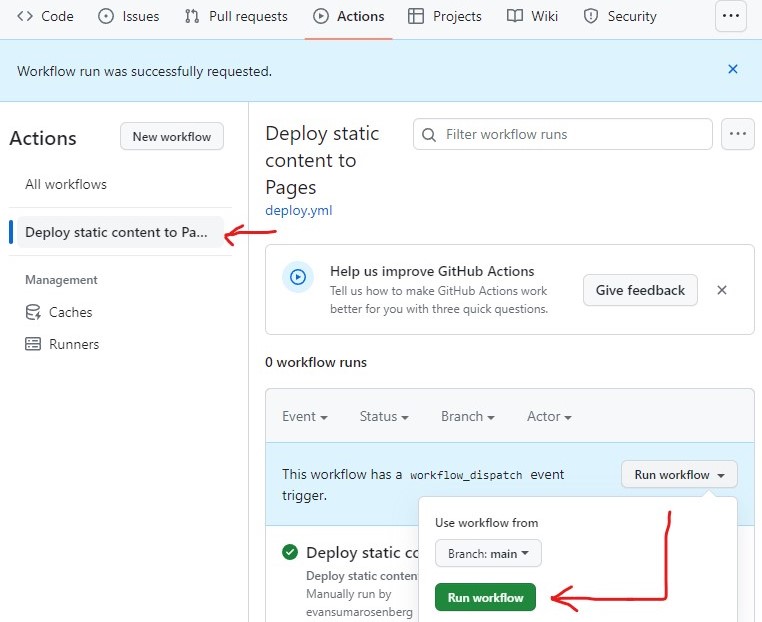 Code Issues Pull requests Actions Projects Wiki Security ...
Workflow run was successfully requested.
Actions New workflow
All workflows
Deploy static content to Pa...
Management
Caches
Runners
Deploy static
content to
Pages
deploy.yml
Filter workflow runs
...
Help us improve GitHub Actions
Tell us how to make GitHub Actions work
better for you with three quick questions.
Give feedback
0 workflow runs
Event Status Branch Actor
This workflow has a workflow_dispatch event
trigger.
Run workflow
Use workflow from
Branch: main
Run workflow
Deploy static co
Deploy static conten
Manually run by
evansumarosenberg